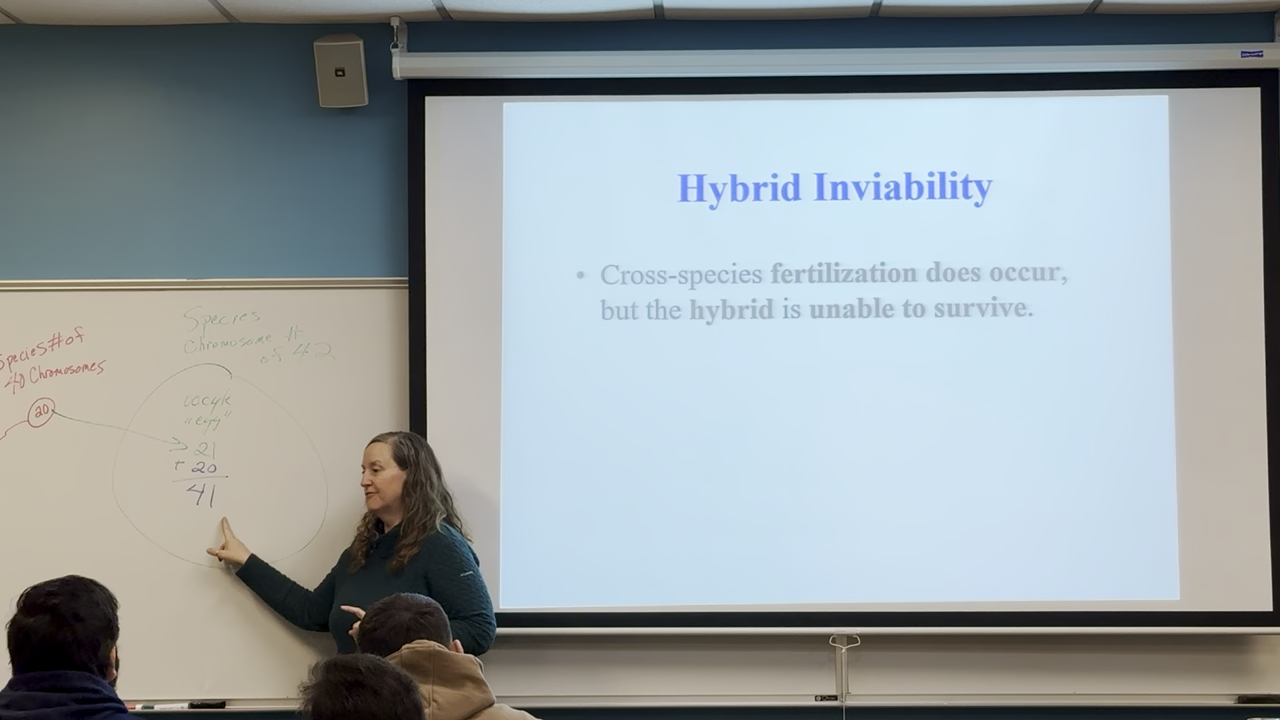 Hybrid Inviability
• Cross-species fertilization does occur,
but the hybrid is unable to survive.
Species # of
40 Chromosomes
20
Species
Chromosome #
of 42
oocyte
"egg"
21
+ 20
41